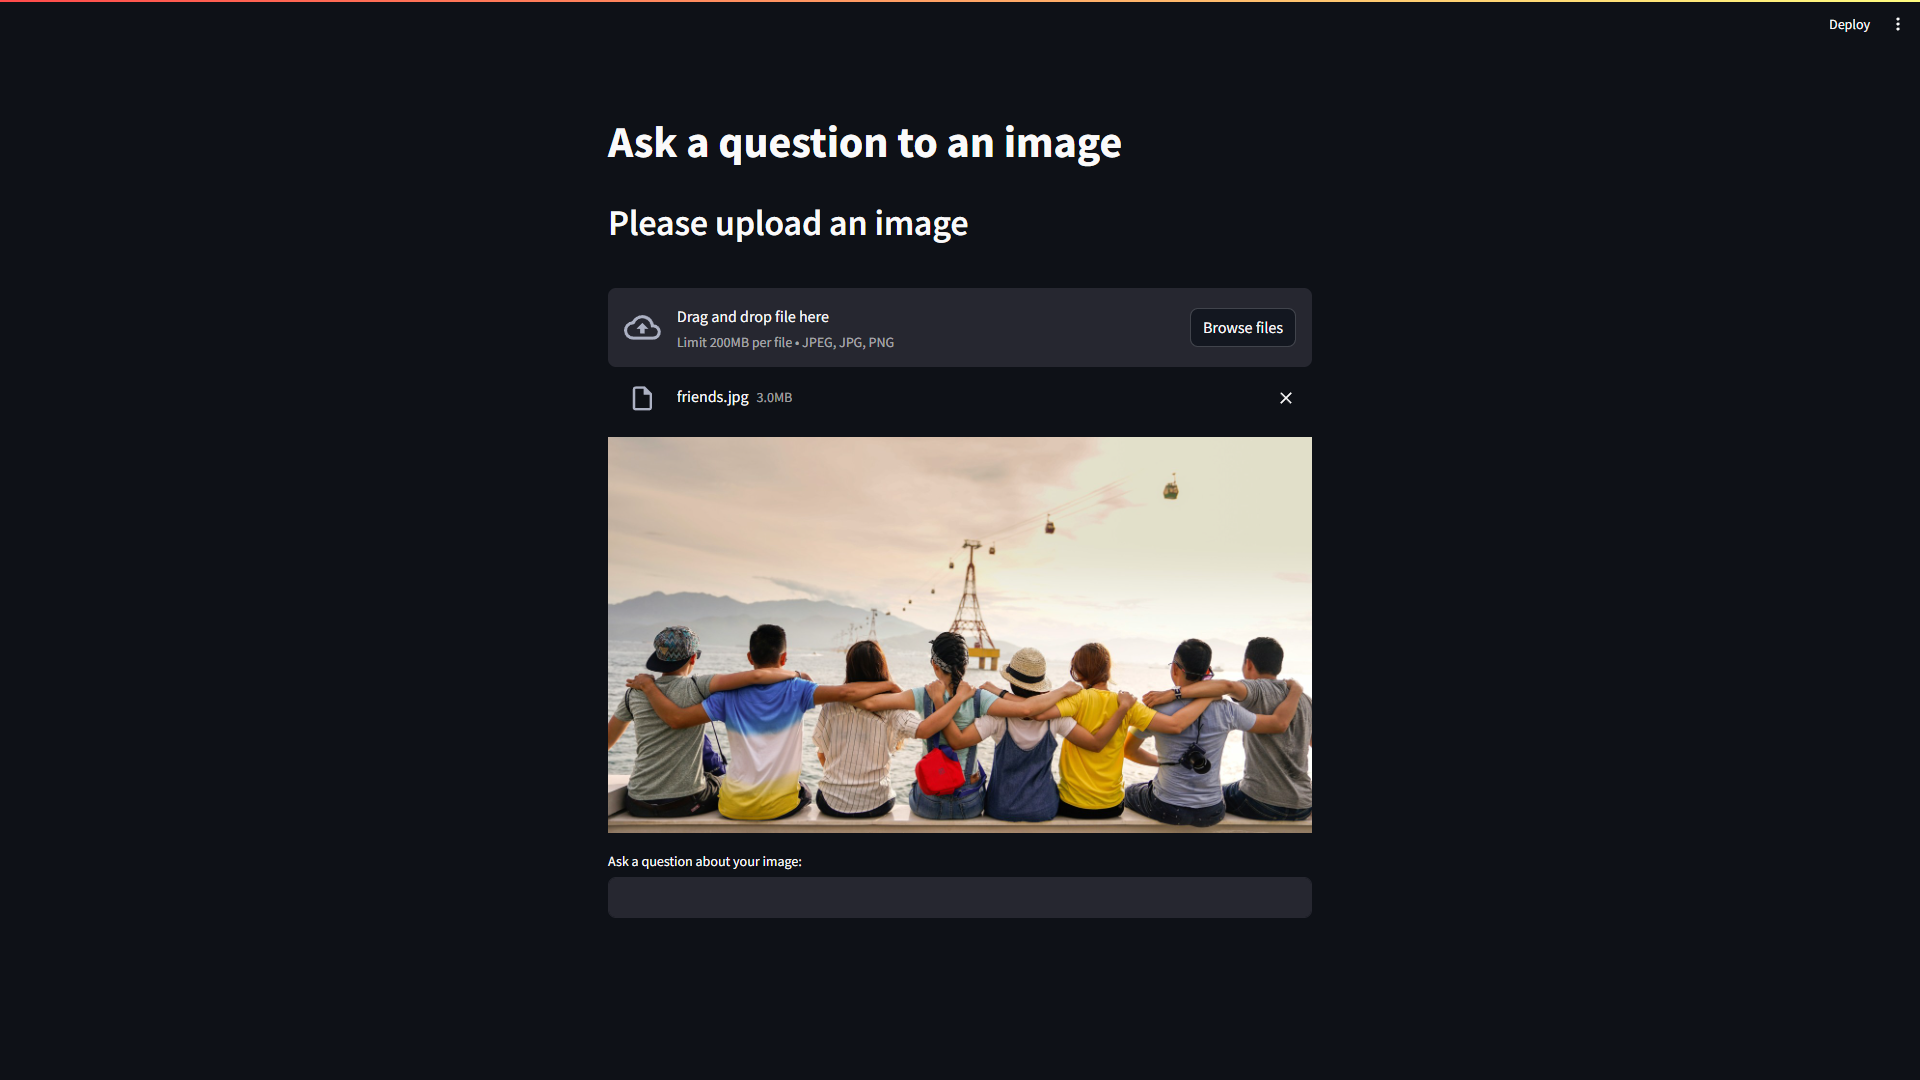 Deploy
Ask a question to an image
Please upload an image
Drag and drop file here
Limit 200MB per file • JPEG, JPG, PNG
Browse files
friends.jpg 3.0MB
Ask a question about your image: